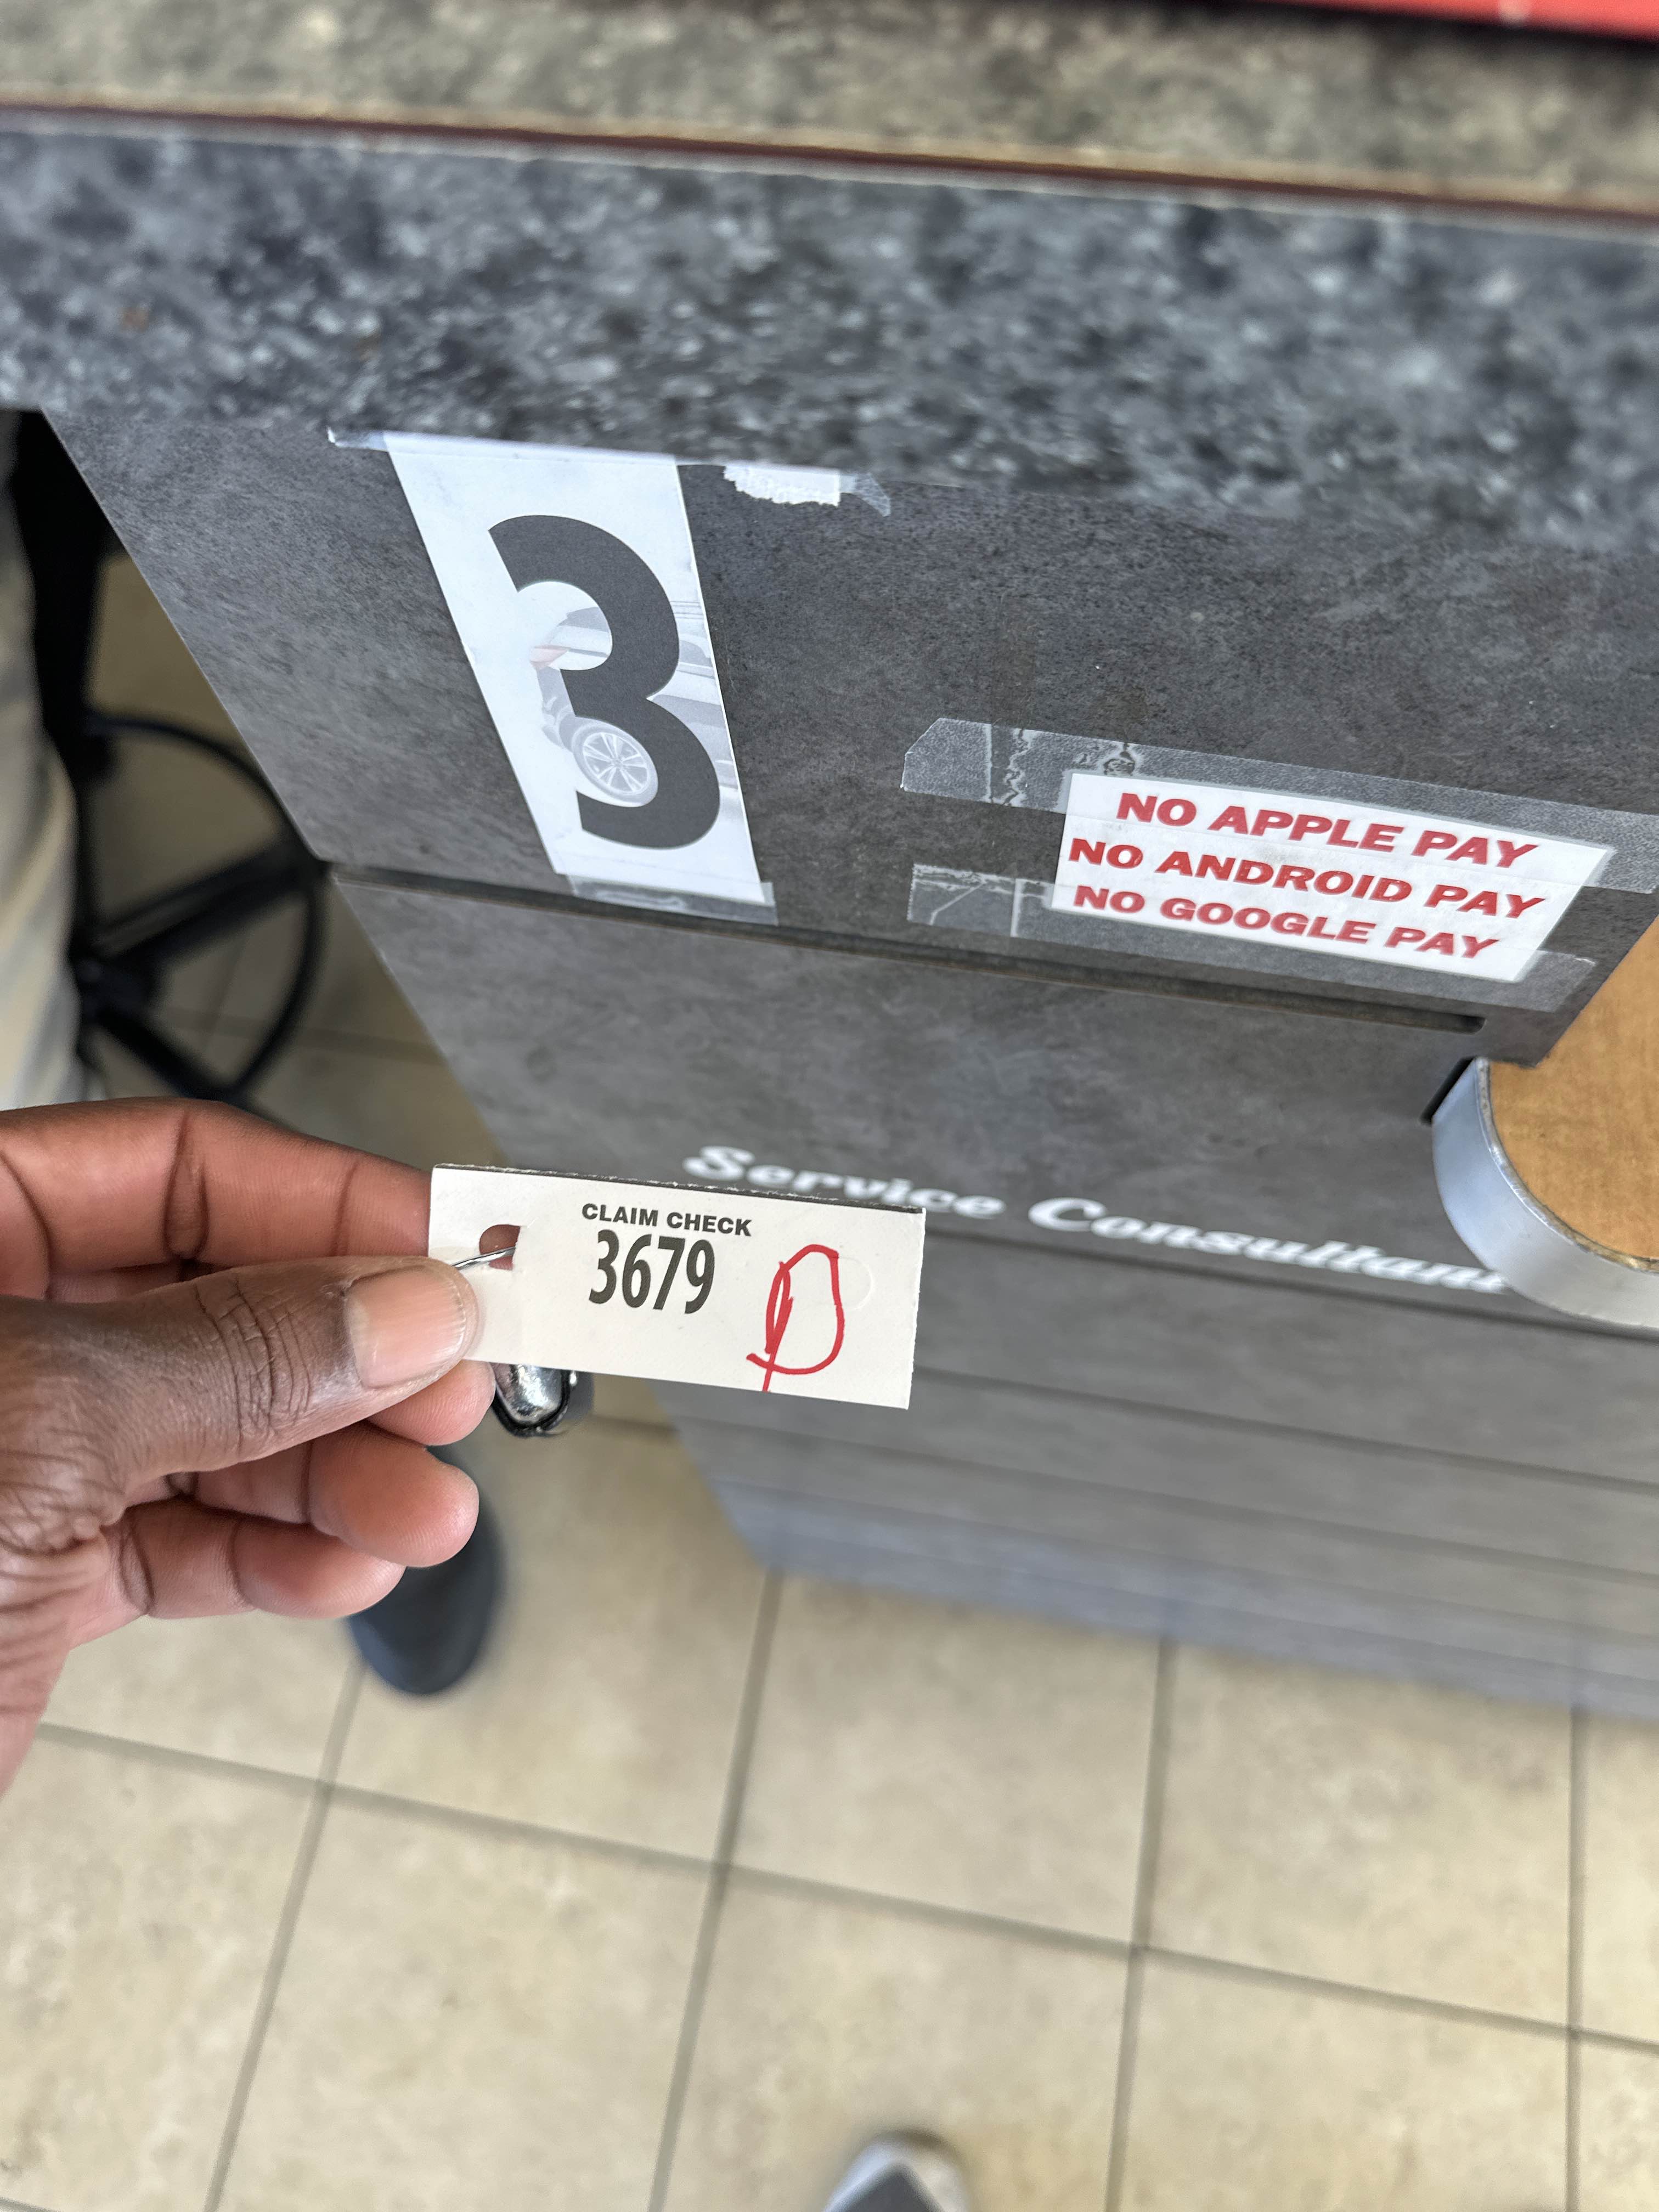 3
NO APPLE PAY
NO ANDROID PAY
NO GOOGLE PAY
Service Consultant
CLAIM CHECK
3679
D